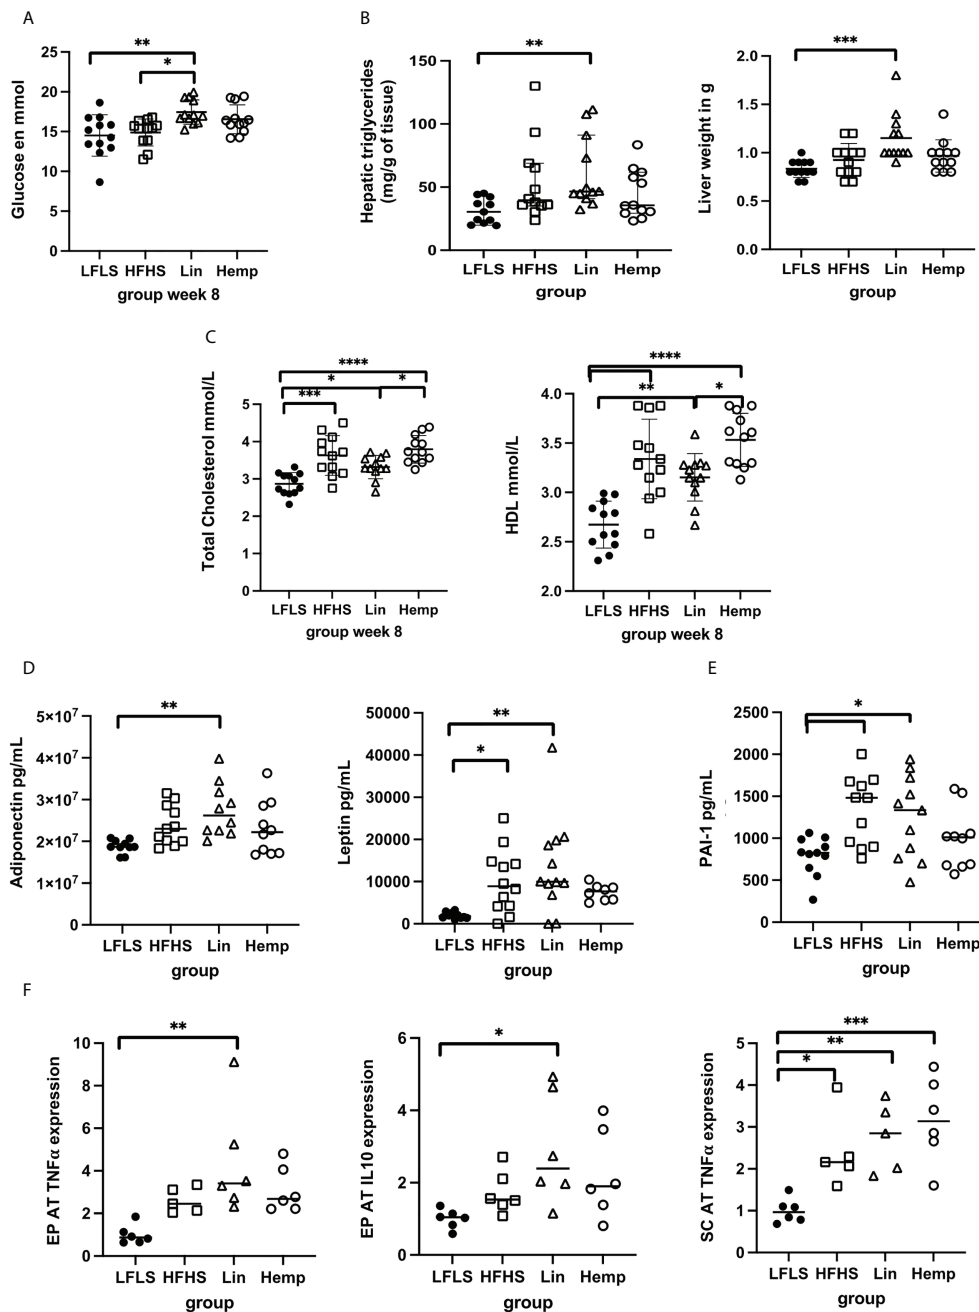 A
B
**
*
Glucose en mmol
25
20
15
10
5
0
LFLS HFHS Lin Hemp
group week 8
**
Hepatic triglycerides
(mg/g of tissue)
150
100
50
0
LFLS HFHS Lin Hemp
group
***
Liver weight in g
2.0
1.5
1.0
0.5
0.0
LFLS HFHS Lin Hemp
group
C
****
*
*
***
Total Cholesterol mmol/L
5
4
3
2
1
0
LFLS HFHS Lin Hemp
group week 8
****
**
*
HDL mmol/L
4.0
3.5
3.0
2.5
2.0
LFLS HFHS Lin Hemp
group week 8
D
**
Adiponectin pg/mL
5×10⁷
4×10⁷
3×10⁷
2×10⁷
1×10⁷
0
LFLS HFHS Lin Hemp
group
**
*
Leptin pg/mL
50000
40000
30000
20000
10000
0
LFLS HFHS Lin Hemp
group
E
*
PAI-1 pg/mL
2500
2000
1500
1000
500
0
LFLS HFHS Lin Hemp
group
F
**
EP AT TNFα expression
10
8
6
4
2
0
LFLS HFHS Lin Hemp
group
*
EP AT IL10 expression
6
4
2
0
LFLS HFHS Lin Hemp
group
***
**
*
SC AT TNFα expression
5
4
3
2
1
0
LFLS HFHS Lin Hemp
group